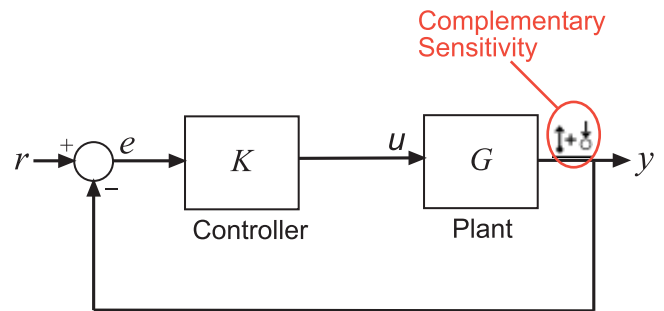 Complementary
Sensitivity
r
+
e
−
K
Controller
u
G
Plant
+
y